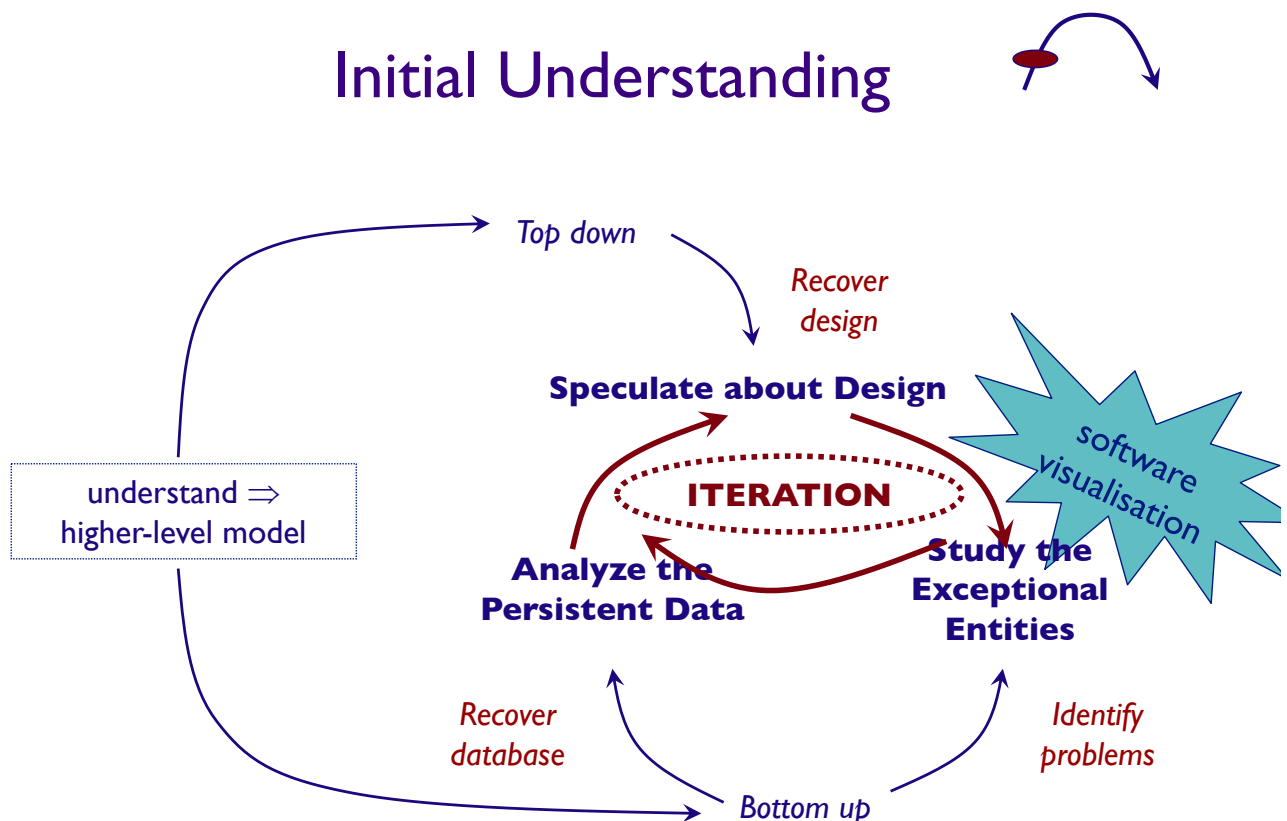 Initial Understanding
Top down
Recover
design
Speculate about Design
software
visualisation
understand ⇒
higher-level model
ITERATION
Analyze the
Persistent Data
Study the
Exceptional
Entities
Recover
database
Identify
problems
Bottom up